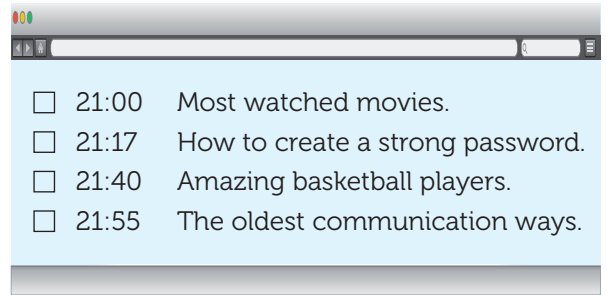 21:00 Most watched movies.
21:17 How to create a strong password.
21:40 Amazing basketball players.
21:55 The oldest communication ways.